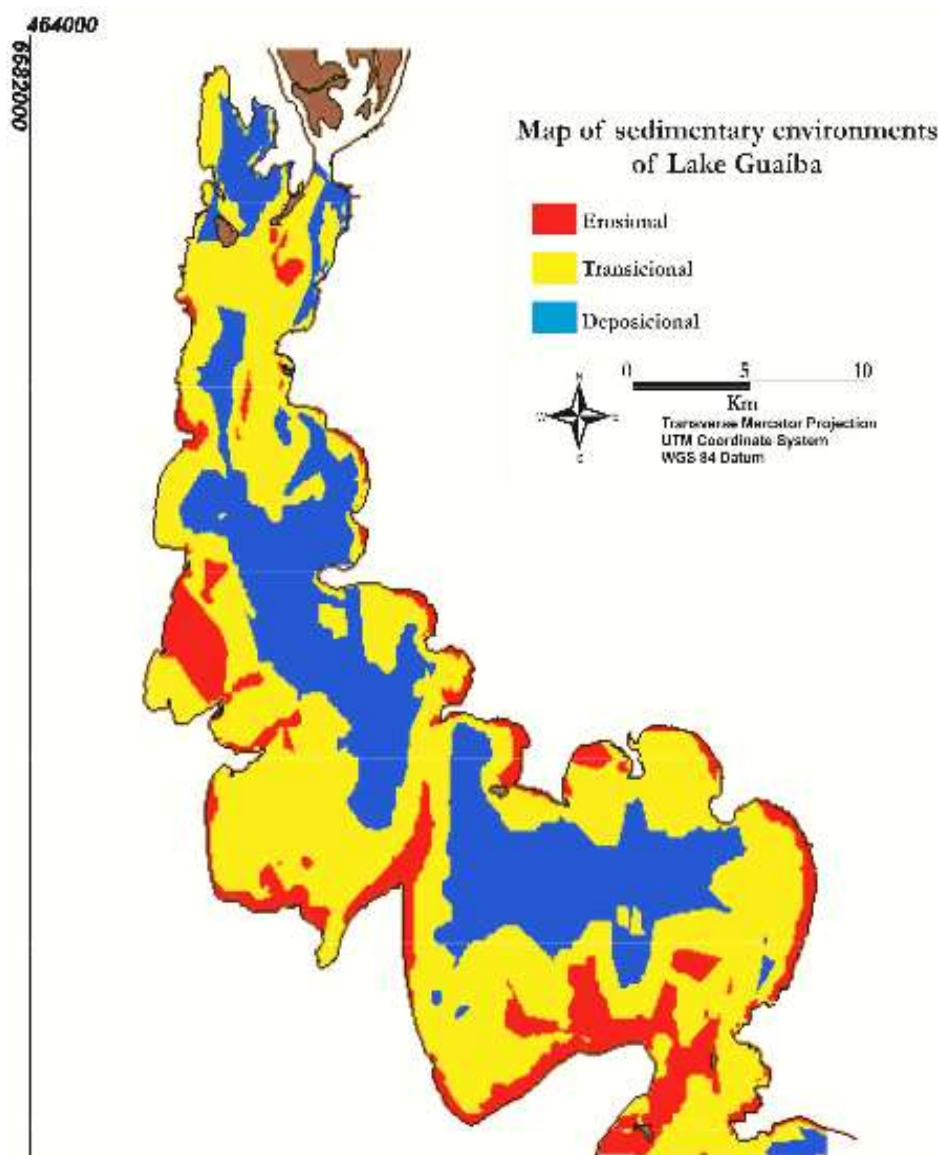 464000
6682000
Map of sedimentary environments
of Lake Guaíba
Erosional
Transicional
Deposicional
N
W E
S
0 5 10
Km
Transverse Mercator Projection
UTM Coordinate System
WGS 84 Datum